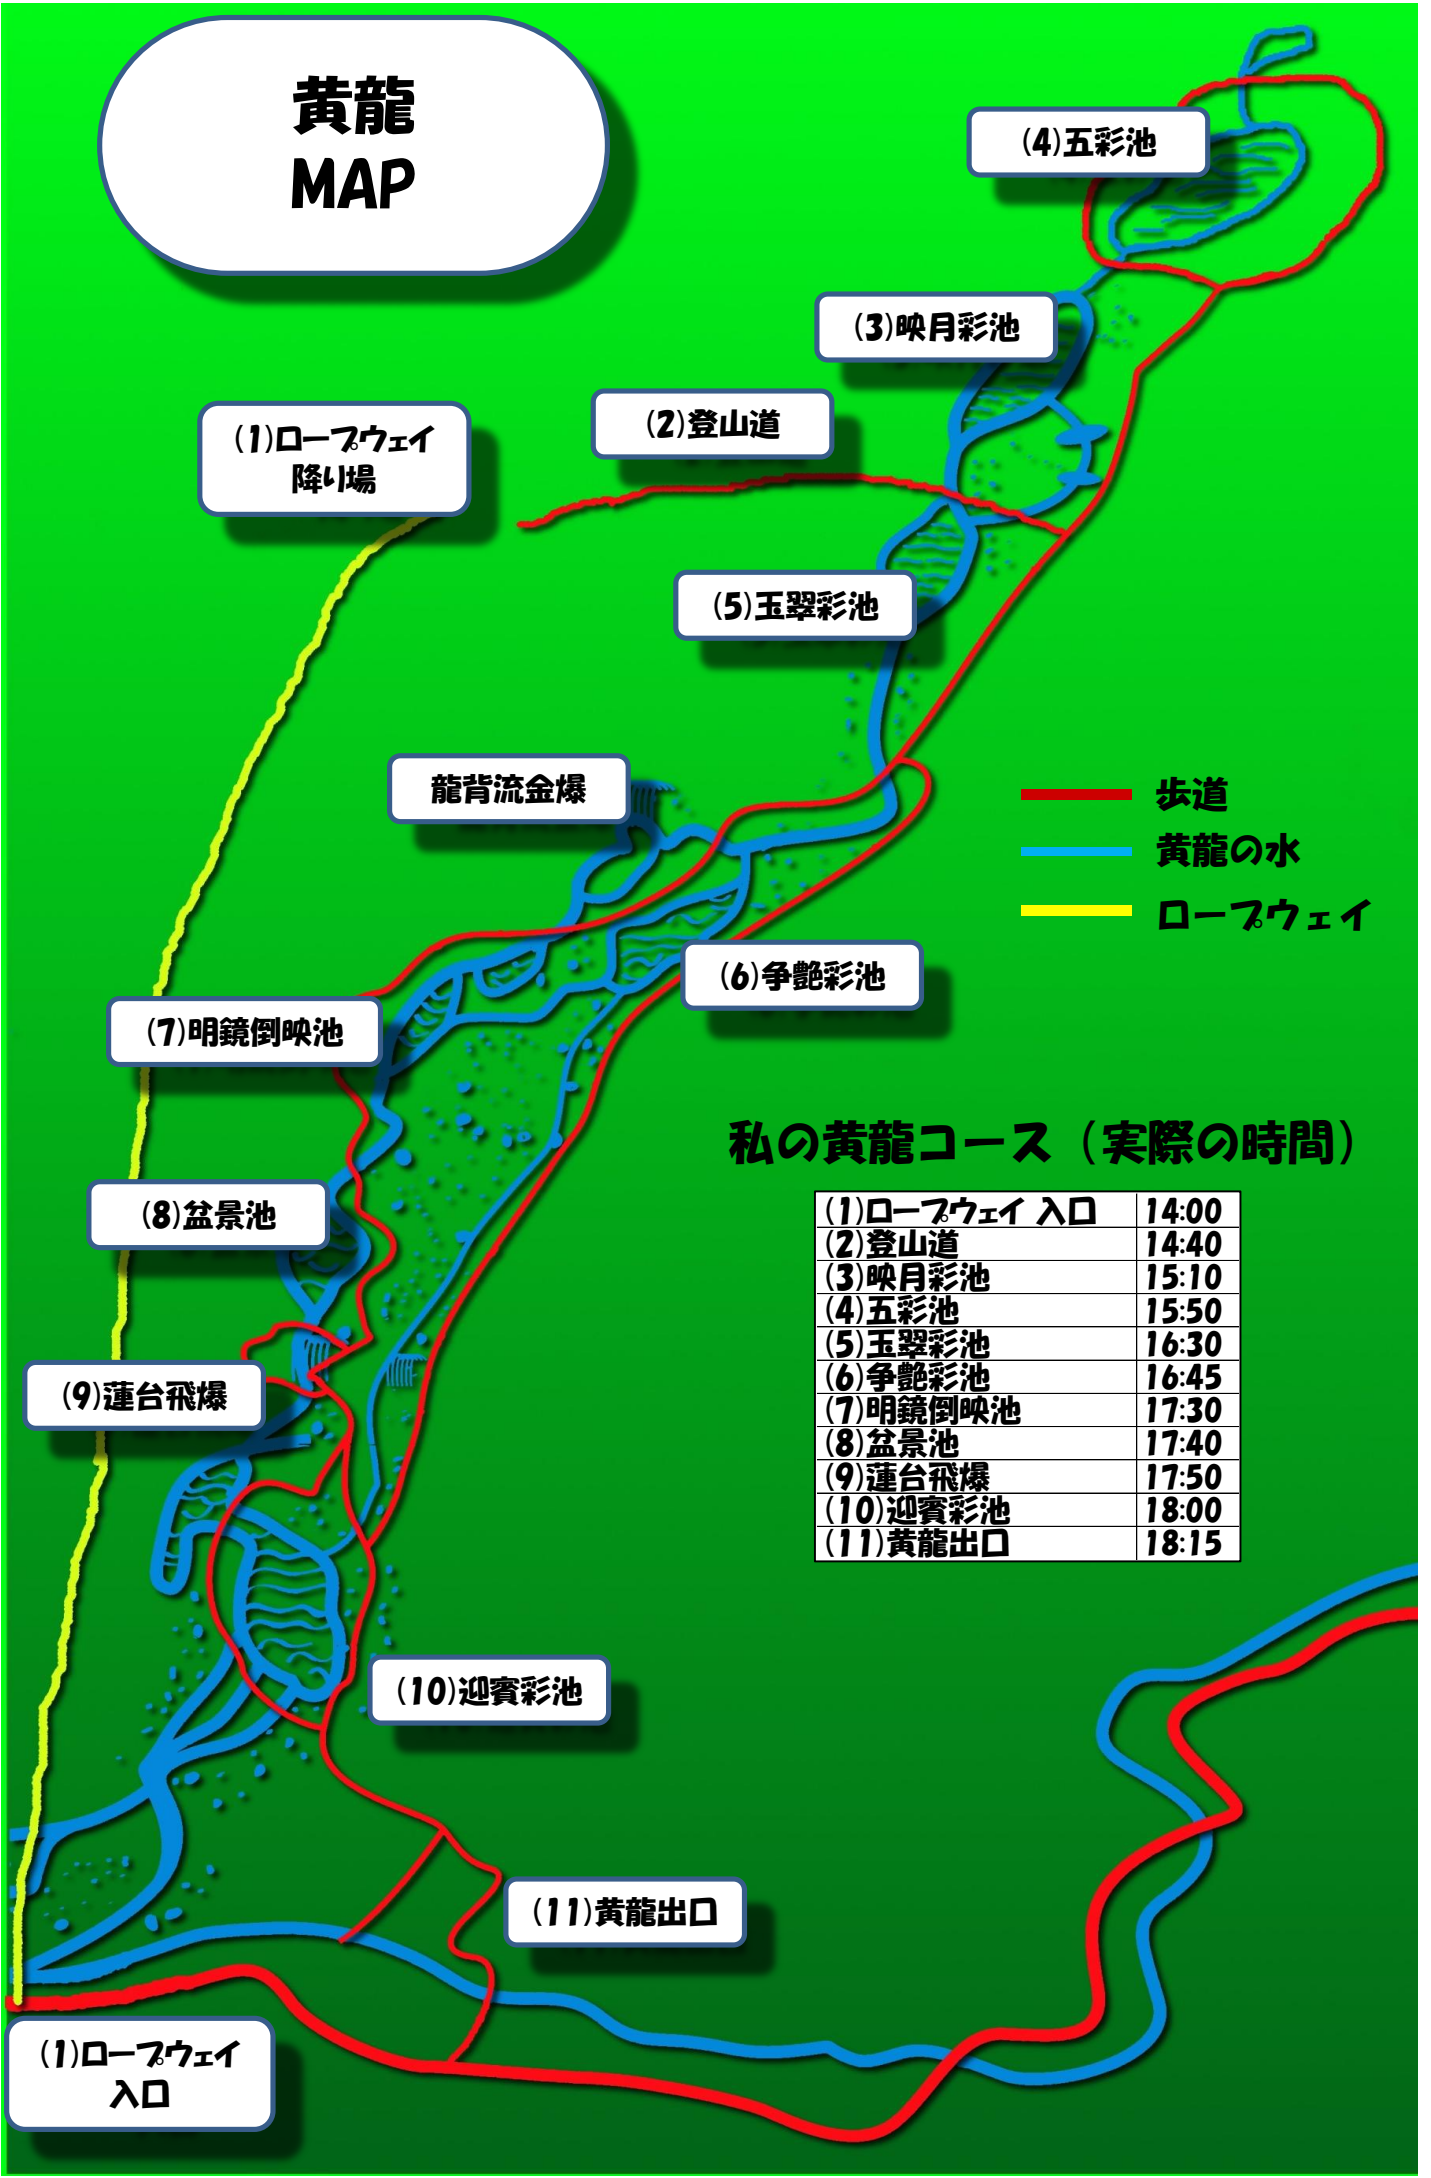 黄龍
MAP
(4)五彩池
(3)映月彩池
(2)登山道
(1)ロープウェイ
降り場
(5)玉翠彩池
龍背流金爆
歩道
黄龍の水
ロープウェイ
(6)争艶彩池
(7)明鏡倒映池
私の黄龍コース（実際の時間）
(1)ロープウェイ 入口 14:00
(2)登山道 14:40
(3)映月彩池 15:10
(4)五彩池 15:50
(5)玉翠彩池 16:30
(6)争艶彩池 16:45
(7)明鏡倒映池 17:30
(8)盆景池 17:40
(9)蓮台飛爆 17:50
(10)迎賓彩池 18:00
(11)黄龍出口 18:15
(8)盆景池
(9)蓮台飛爆
(10)迎賓彩池
(11)黄龍出口
(1)ロープウェイ
入口